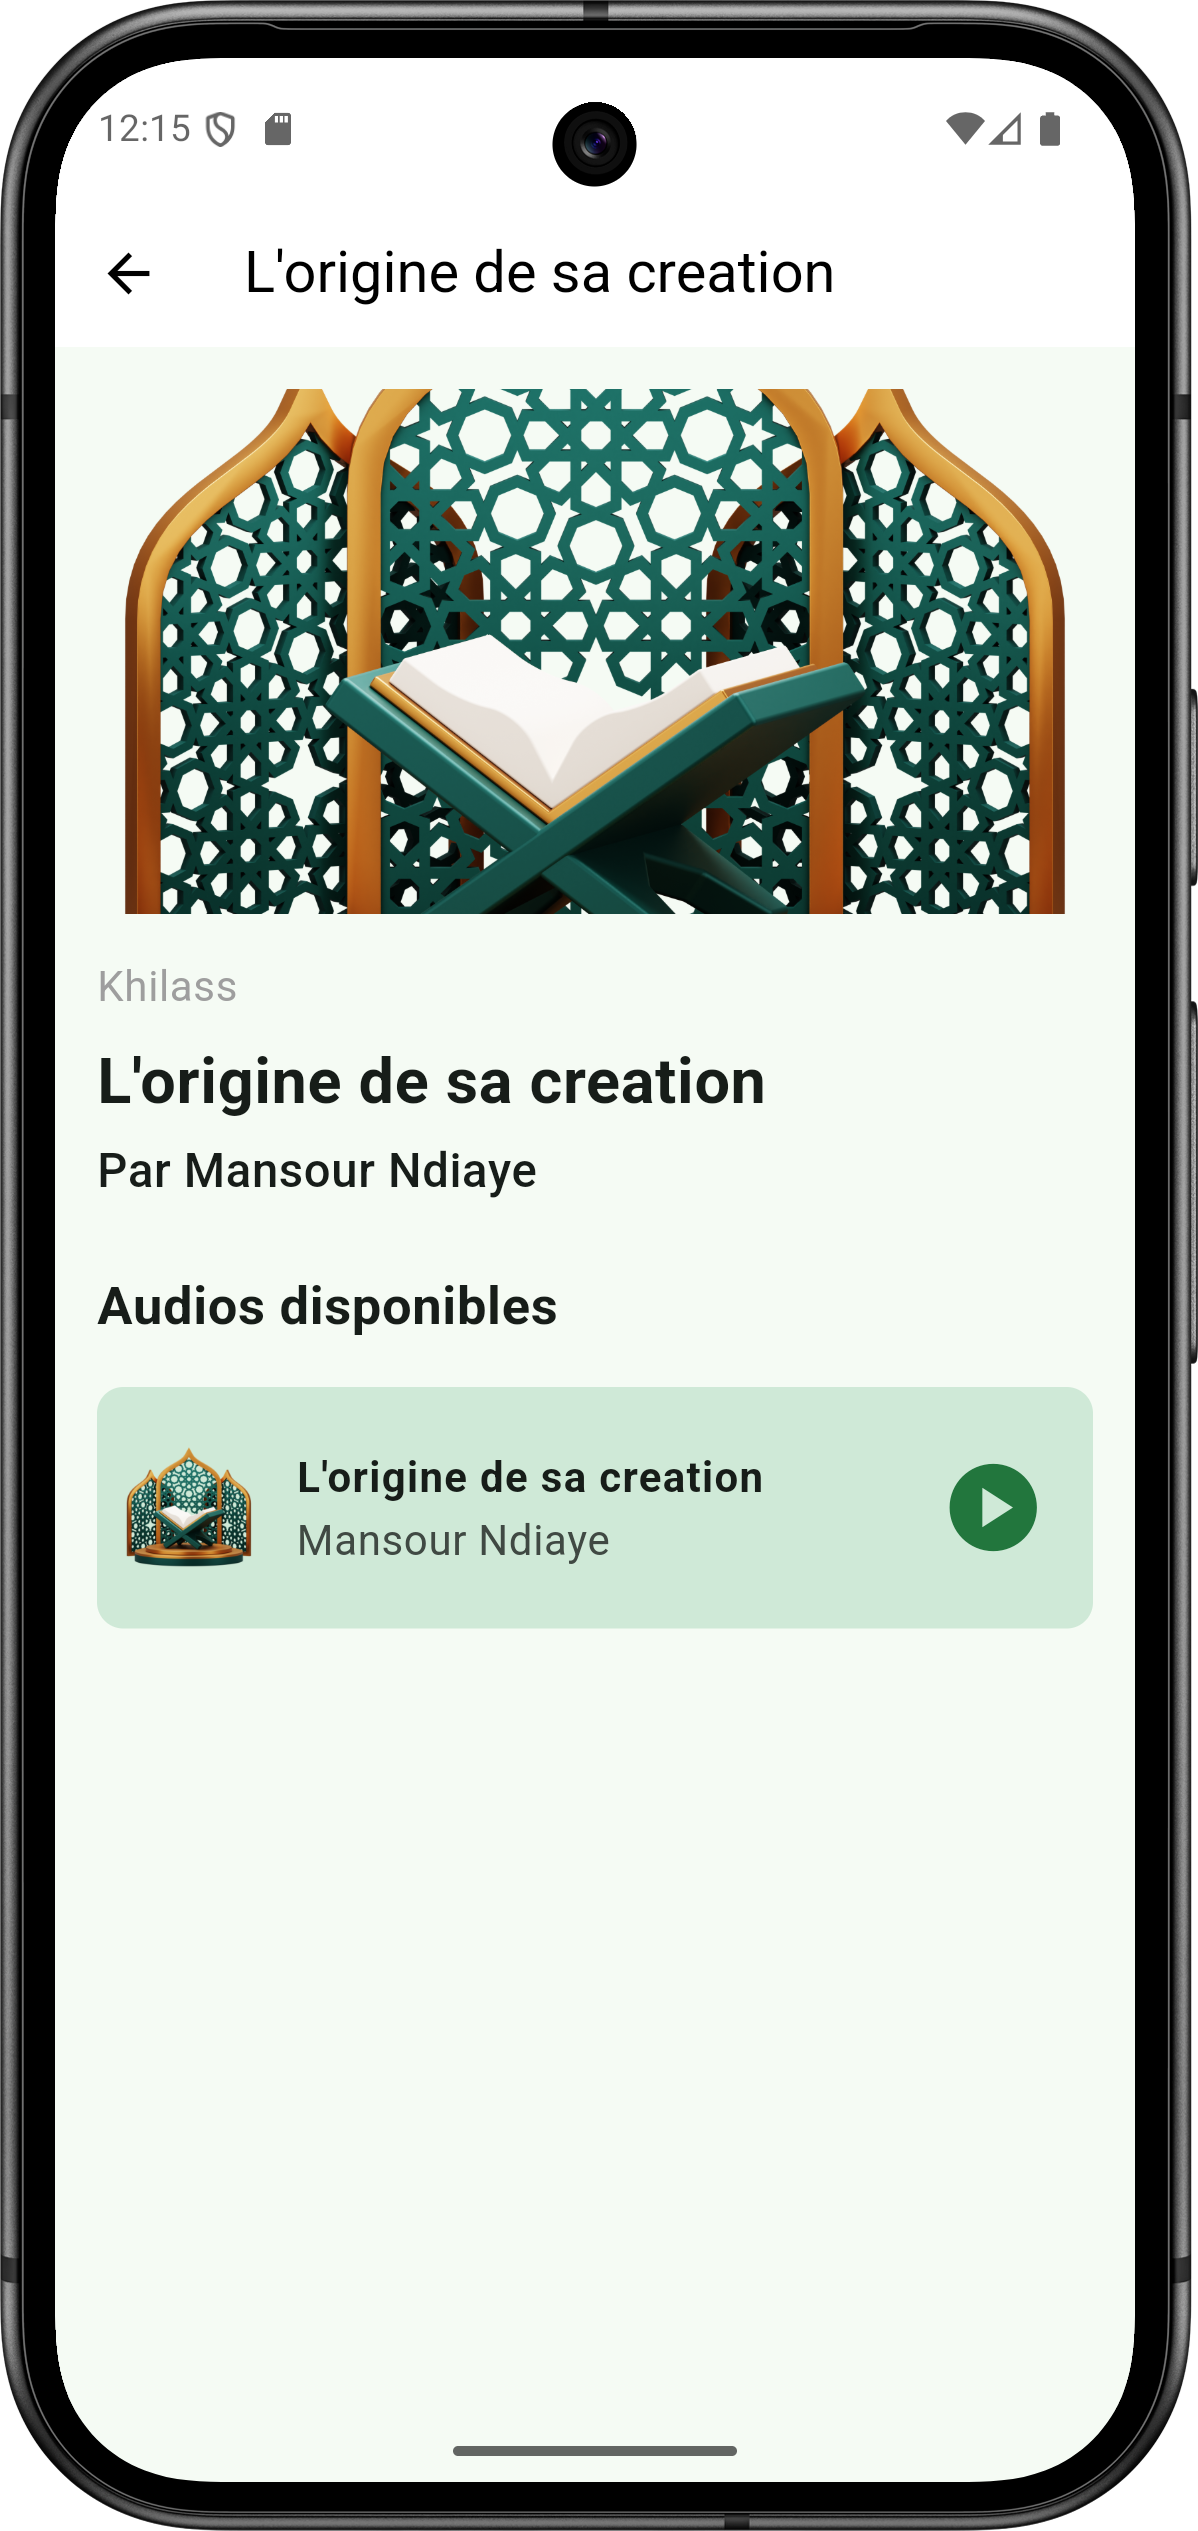 12:15
L'origine de sa creation
Khilass
L'origine de sa creation
Par Mansour Ndiaye
Audios disponibles
L'origine de sa creation
Mansour Ndiaye